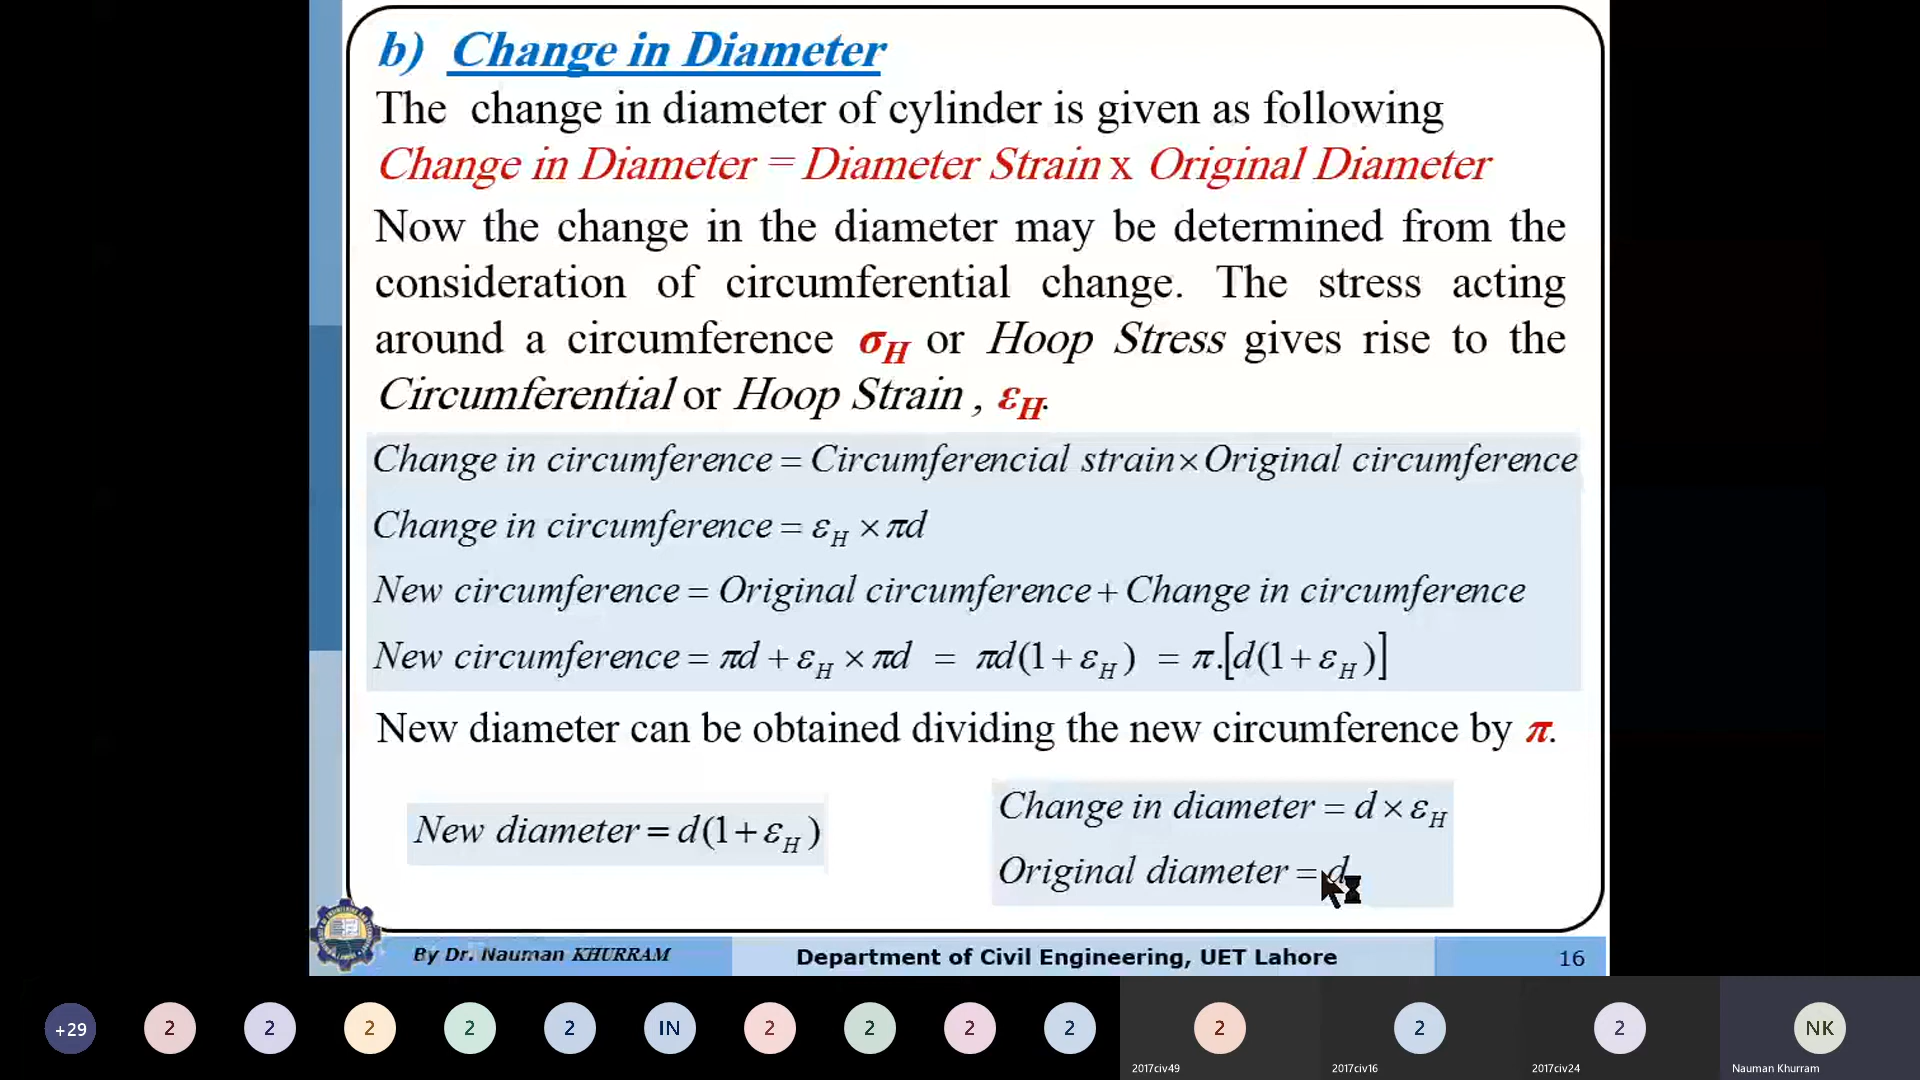 b) Change in Diameter
The change in diameter of cylinder is given as following
Change in Diameter = Diameter Strain x Original Diameter
Now the change in the diameter may be determined from the
consideration of circumferential change. The stress acting
around a circumference σH or Hoop Stress gives rise to the
Circumferential or Hoop Strain , εH.
Change in circumference = Circumferencial strain × Original circumference
Change in circumference = εH × πd
New circumference = Original circumference + Change in circumference
New circumference = πd + εH × πd = πd(1 + εH) = π.[d(1 + εH)]
New diameter can be obtained dividing the new circumference by π.
New diameter = d(1 + εH)
Change in diameter = d × εH
Original diameter = d
By Dr. Nauman KHURRAM
Department of Civil Engineering, UET Lahore
16
+29
2
2
2
2
2
IN
2
2
2
2
2
2
2
NK
2017civ49
2017civ16
2017civ24
Nauman Khurram